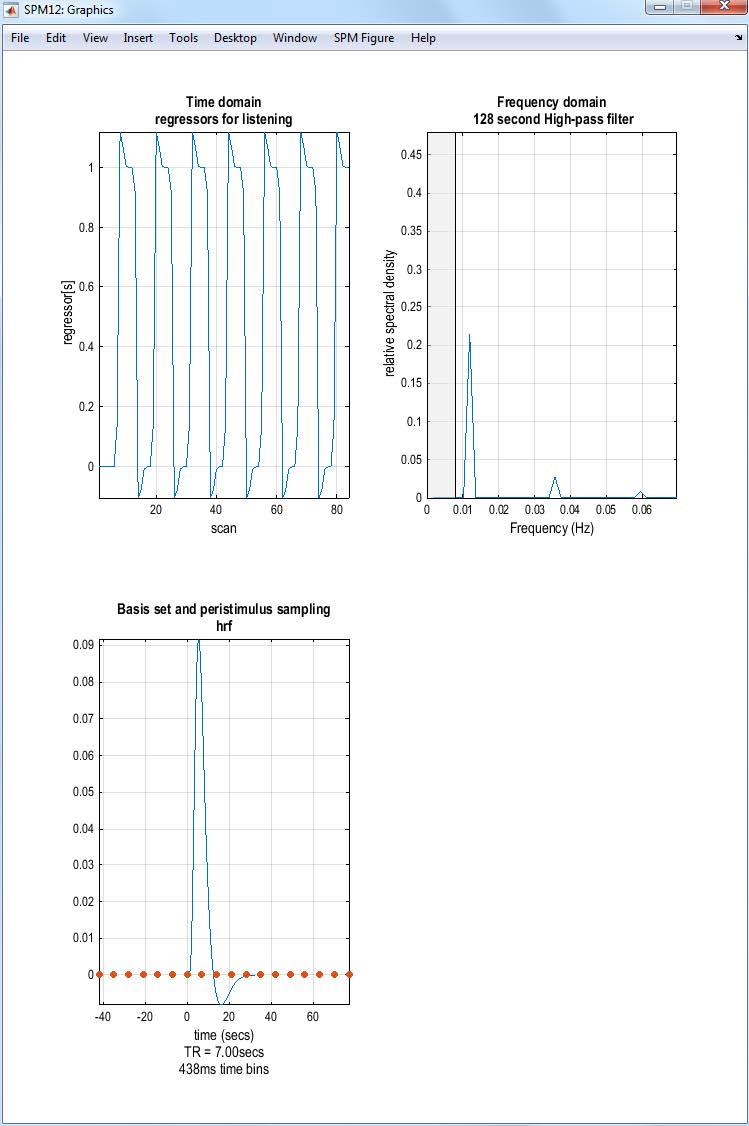 SPM12: Graphics
File Edit View Insert Tools Desktop Window SPM Figure Help
Time domain
regressors for listening
1
0.8
0.6
0.4
0.2
0
regressor[s]
20 40 60 80
scan
Frequency domain
128 second High-pass filter
0.45
0.4
0.35
0.3
0.25
0.2
0.15
0.1
0.05
0
relative spectral density
0 0.01 0.02 0.03 0.04 0.05 0.06
Frequency (Hz)
Basis set and peristimulus sampling
hrf
0.09
0.08
0.07
0.06
0.05
0.04
0.03
0.02
0.01
0
-40 -20 0 20 40 60
time (secs)
TR = 7.00secs
438ms time bins